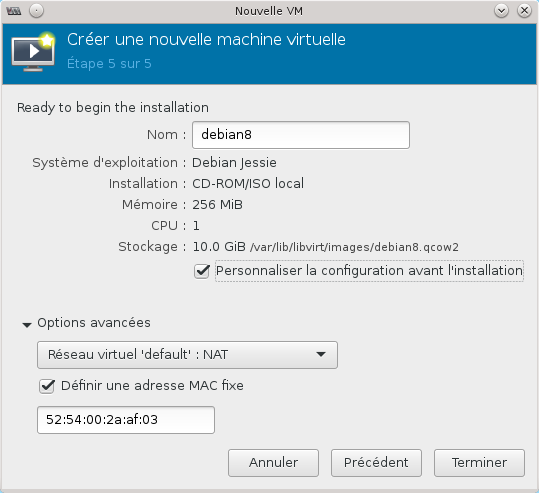 Nouvelle VM
Créer une nouvelle machine virtuelle
Étape 5 sur 5
Ready to begin the installation
Nom : debian8
Système d'exploitation : Debian Jessie
Installation : CD-ROM/ISO local
Mémoire : 256 MiB
CPU : 1
Stockage : 10.0 GiB /var/lib/libvirt/images/debian8.qcow2
Personnaliser la configuration avant l'installation
Options avancées
Réseau virtuel 'default' : NAT
Définir une adresse MAC fixe
52:54:00:2a:af:03
Annuler Précédent Terminer